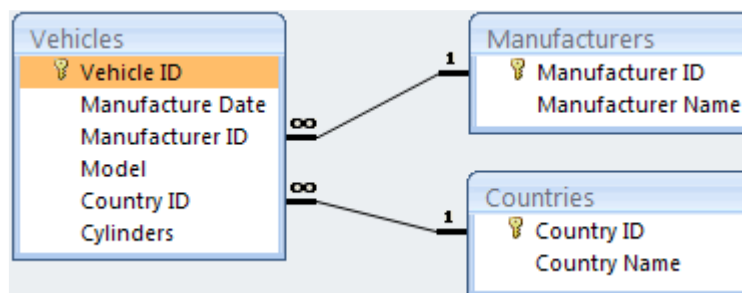 Vehicles
Vehicle ID
Manufacture Date
Manufacturer ID
Model
Country ID
Cylinders
∞
∞
1
1
Manufacturers
Manufacturer ID
Manufacturer Name
Countries
Country ID
Country Name